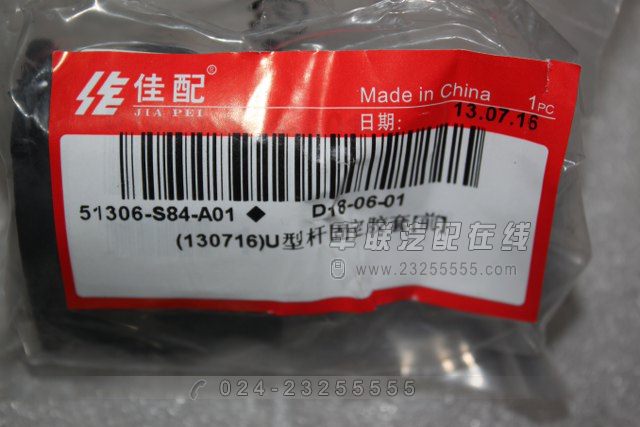 佳配®
JIA PEI
Made in China
1PC
日期: 13.07.16
51306-S84-A01 ◆ D18-06-01
(130716)U型杆固定胶套/前
车联汽配在线
www.23255555.com
024-23255555